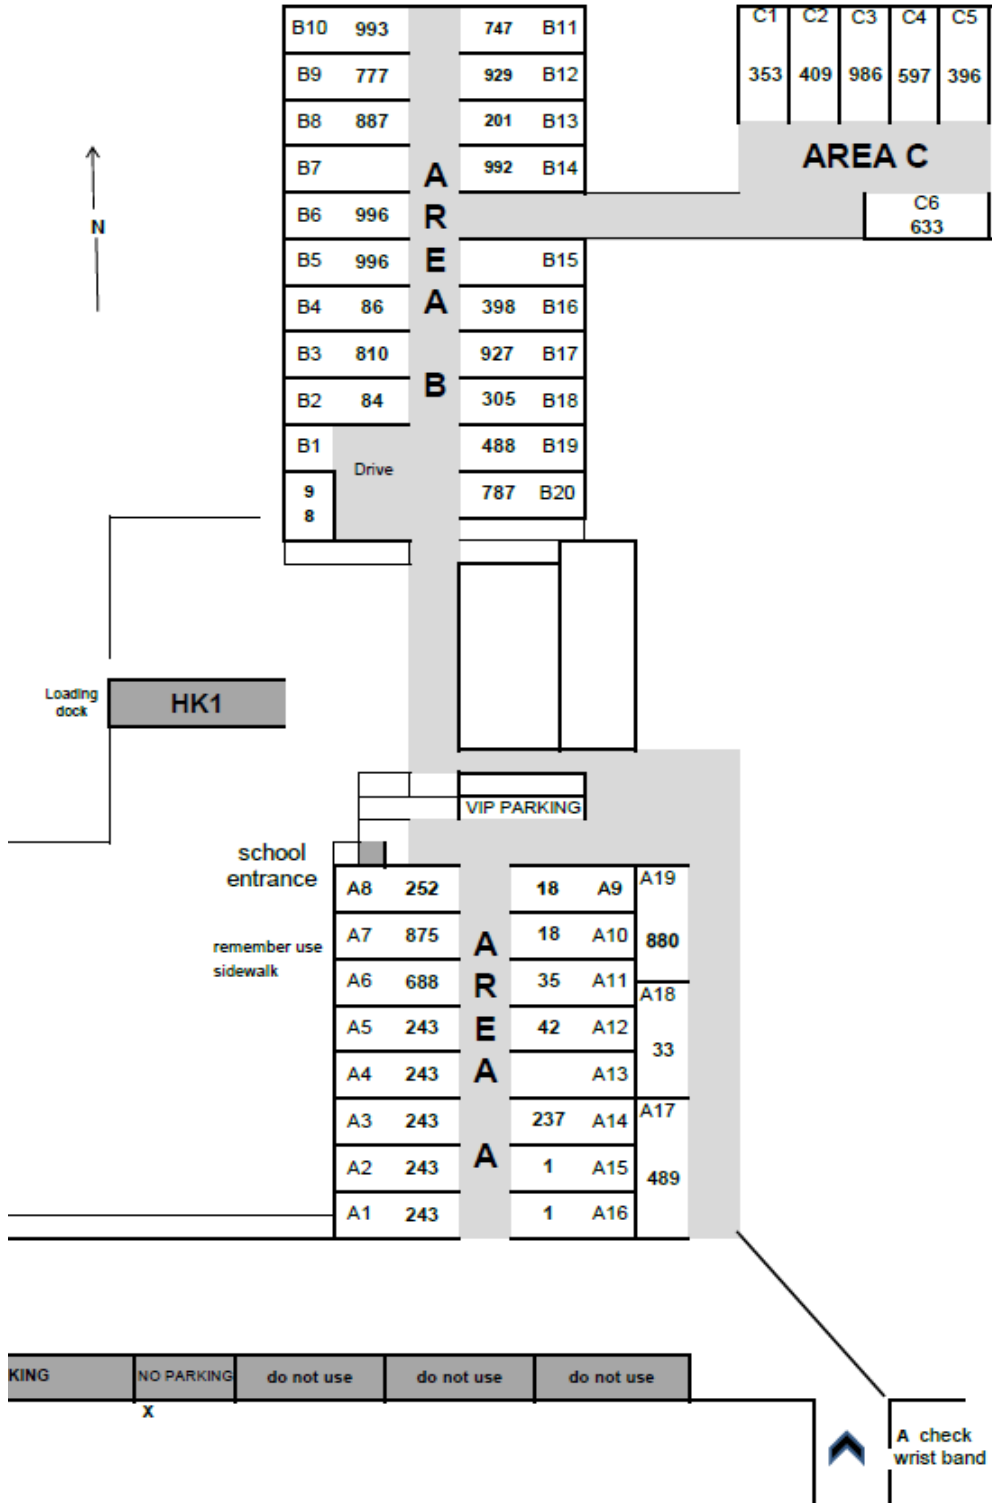 B10 993 747 B11
B9 777 929 B12
B8 887 201 B13
B7 992 B14
B6 996
B5 996 B15
B4 86 398 B16
B3 810 927 B17
B2 84 305 B18
B1 488 B19
Drive
9
8
787 B20
AREA B
N
C1 C2 C3 C4 C5
353 409 986 597 396
AREA C
C6
633
Loading
dock
HK1
VIP PARKING
school
entrance
remember use
sidewalk
A8 252 18 A9
A7 875 18 A10
A6 688 35 A11
A5 243 42 A12
A4 243 A13
A3 243 237 A14
A2 243 1 A15
A1 243 1 A16
AREA A
A19
880
A18
33
A17
489
KING NO PARKING do not use do not use do not use
X
A check
wrist band